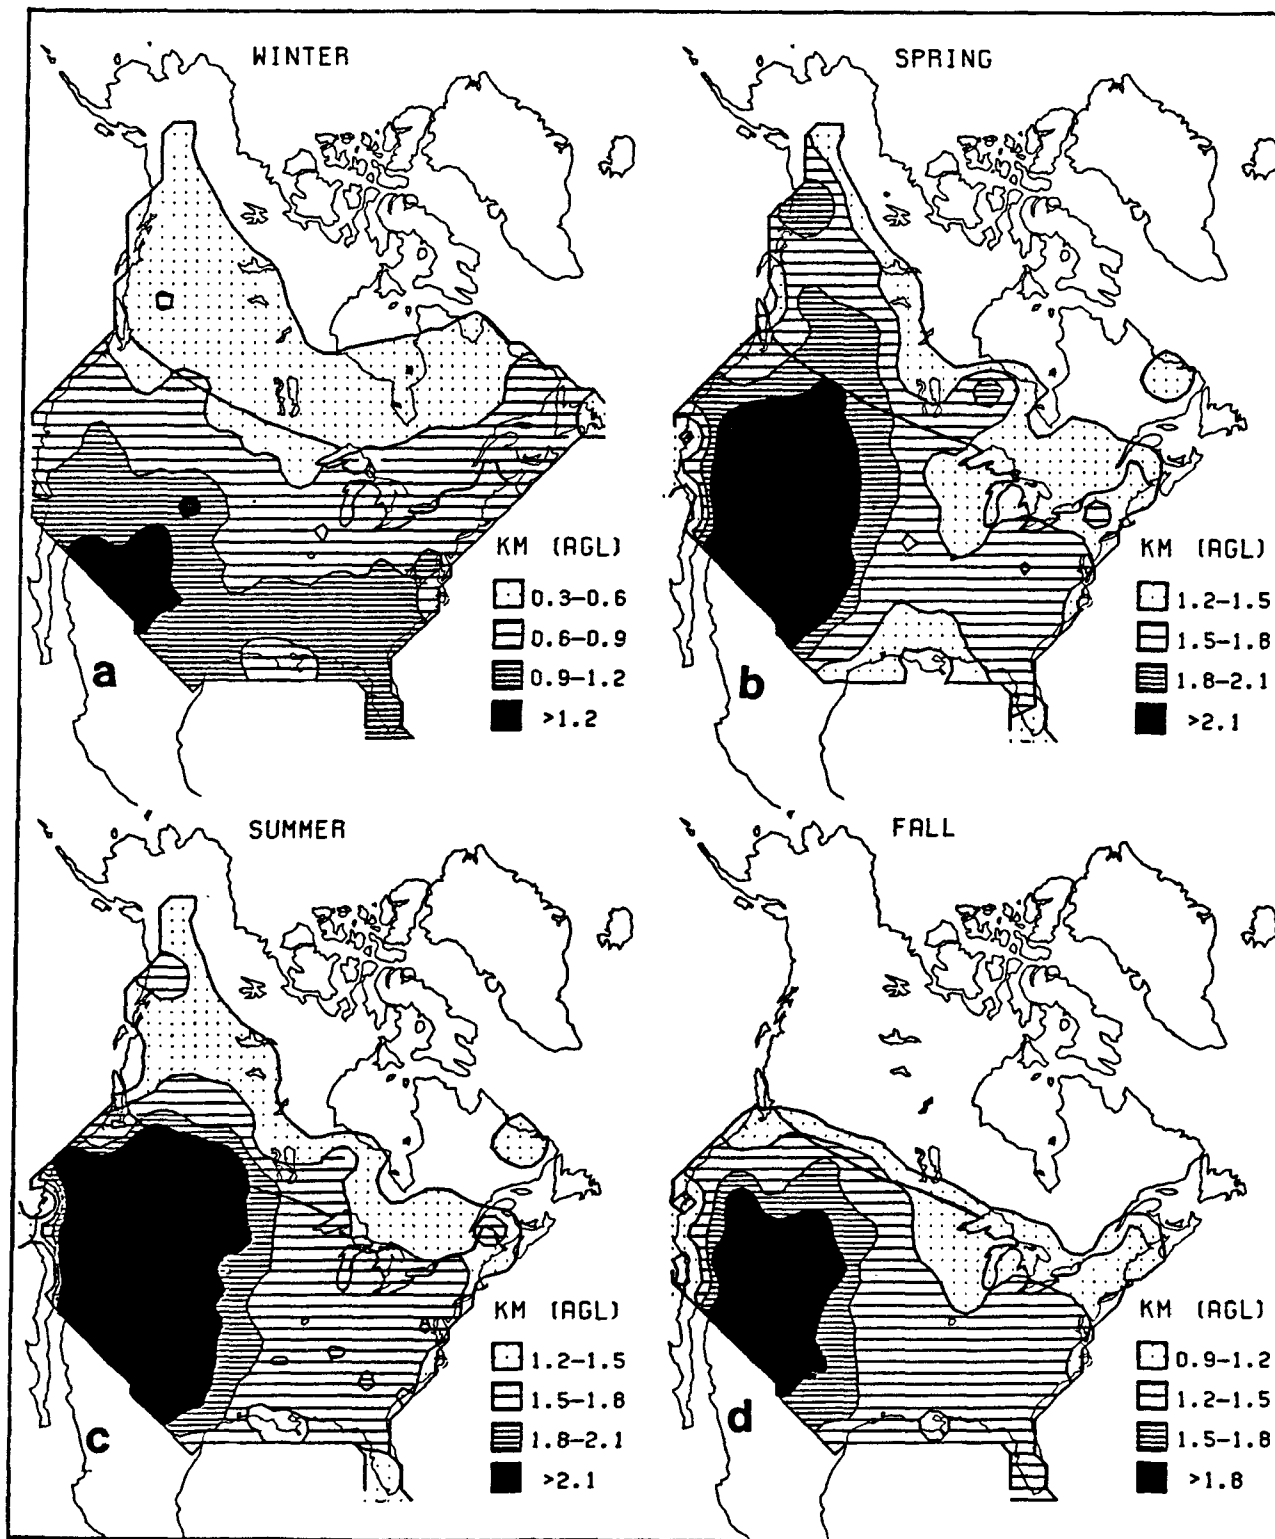 WINTER
KM (AGL)
0.3-0.6
0.6-0.9
0.9-1.2
>1.2
a
SPRING
KM (AGL)
1.2-1.5
1.5-1.8
1.8-2.1
>2.1
b
SUMMER
KM (AGL)
1.2-1.5
1.5-1.8
1.8-2.1
>2.1
c
FALL
KM (AGL)
0.9-1.2
1.2-1.5
1.5-1.8
>1.8
d